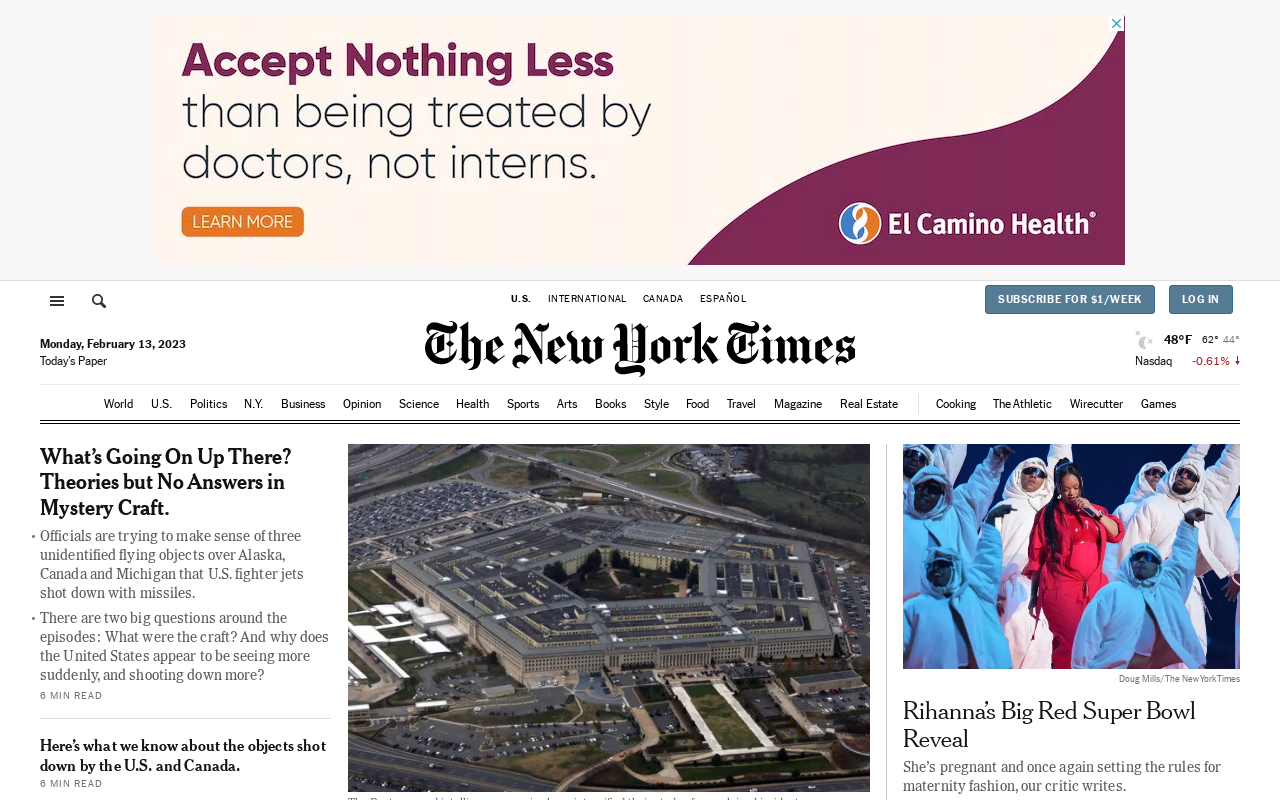 Accept Nothing Less
than being treated by
doctors, not interns.
LEARN MORE
El Camino Health®
U.S. INTERNATIONAL CANADA ESPAÑOL
SUBSCRIBE FOR $1/WEEK
LOG IN
The New York Times
Monday, February 13, 2023
Today's Paper
48°F 62° 44°
Nasdaq -0.61%
World U.S. Politics N.Y. Business Opinion Science Health Sports Arts Books Style Food Travel Magazine Real Estate Cooking The Athletic Wirecutter Games
What's Going On Up There?
Theories but No Answers in
Mystery Craft.
• Officials are trying to make sense of three
unidentified flying objects over Alaska,
Canada and Michigan that U.S. fighter jets
shot down with missiles.
• There are two big questions around the
episodes: What were the craft? And why does
the United States appear to be seeing more
suddenly, and shooting down more?
6 MIN READ
Here's what we know about the objects shot
down by the U.S. and Canada.
6 MIN READ
Doug Mills/The New York Times
Rihanna's Big Red Super Bowl
Reveal
She's pregnant and once again setting the rules for
maternity fashion, our critic writes.